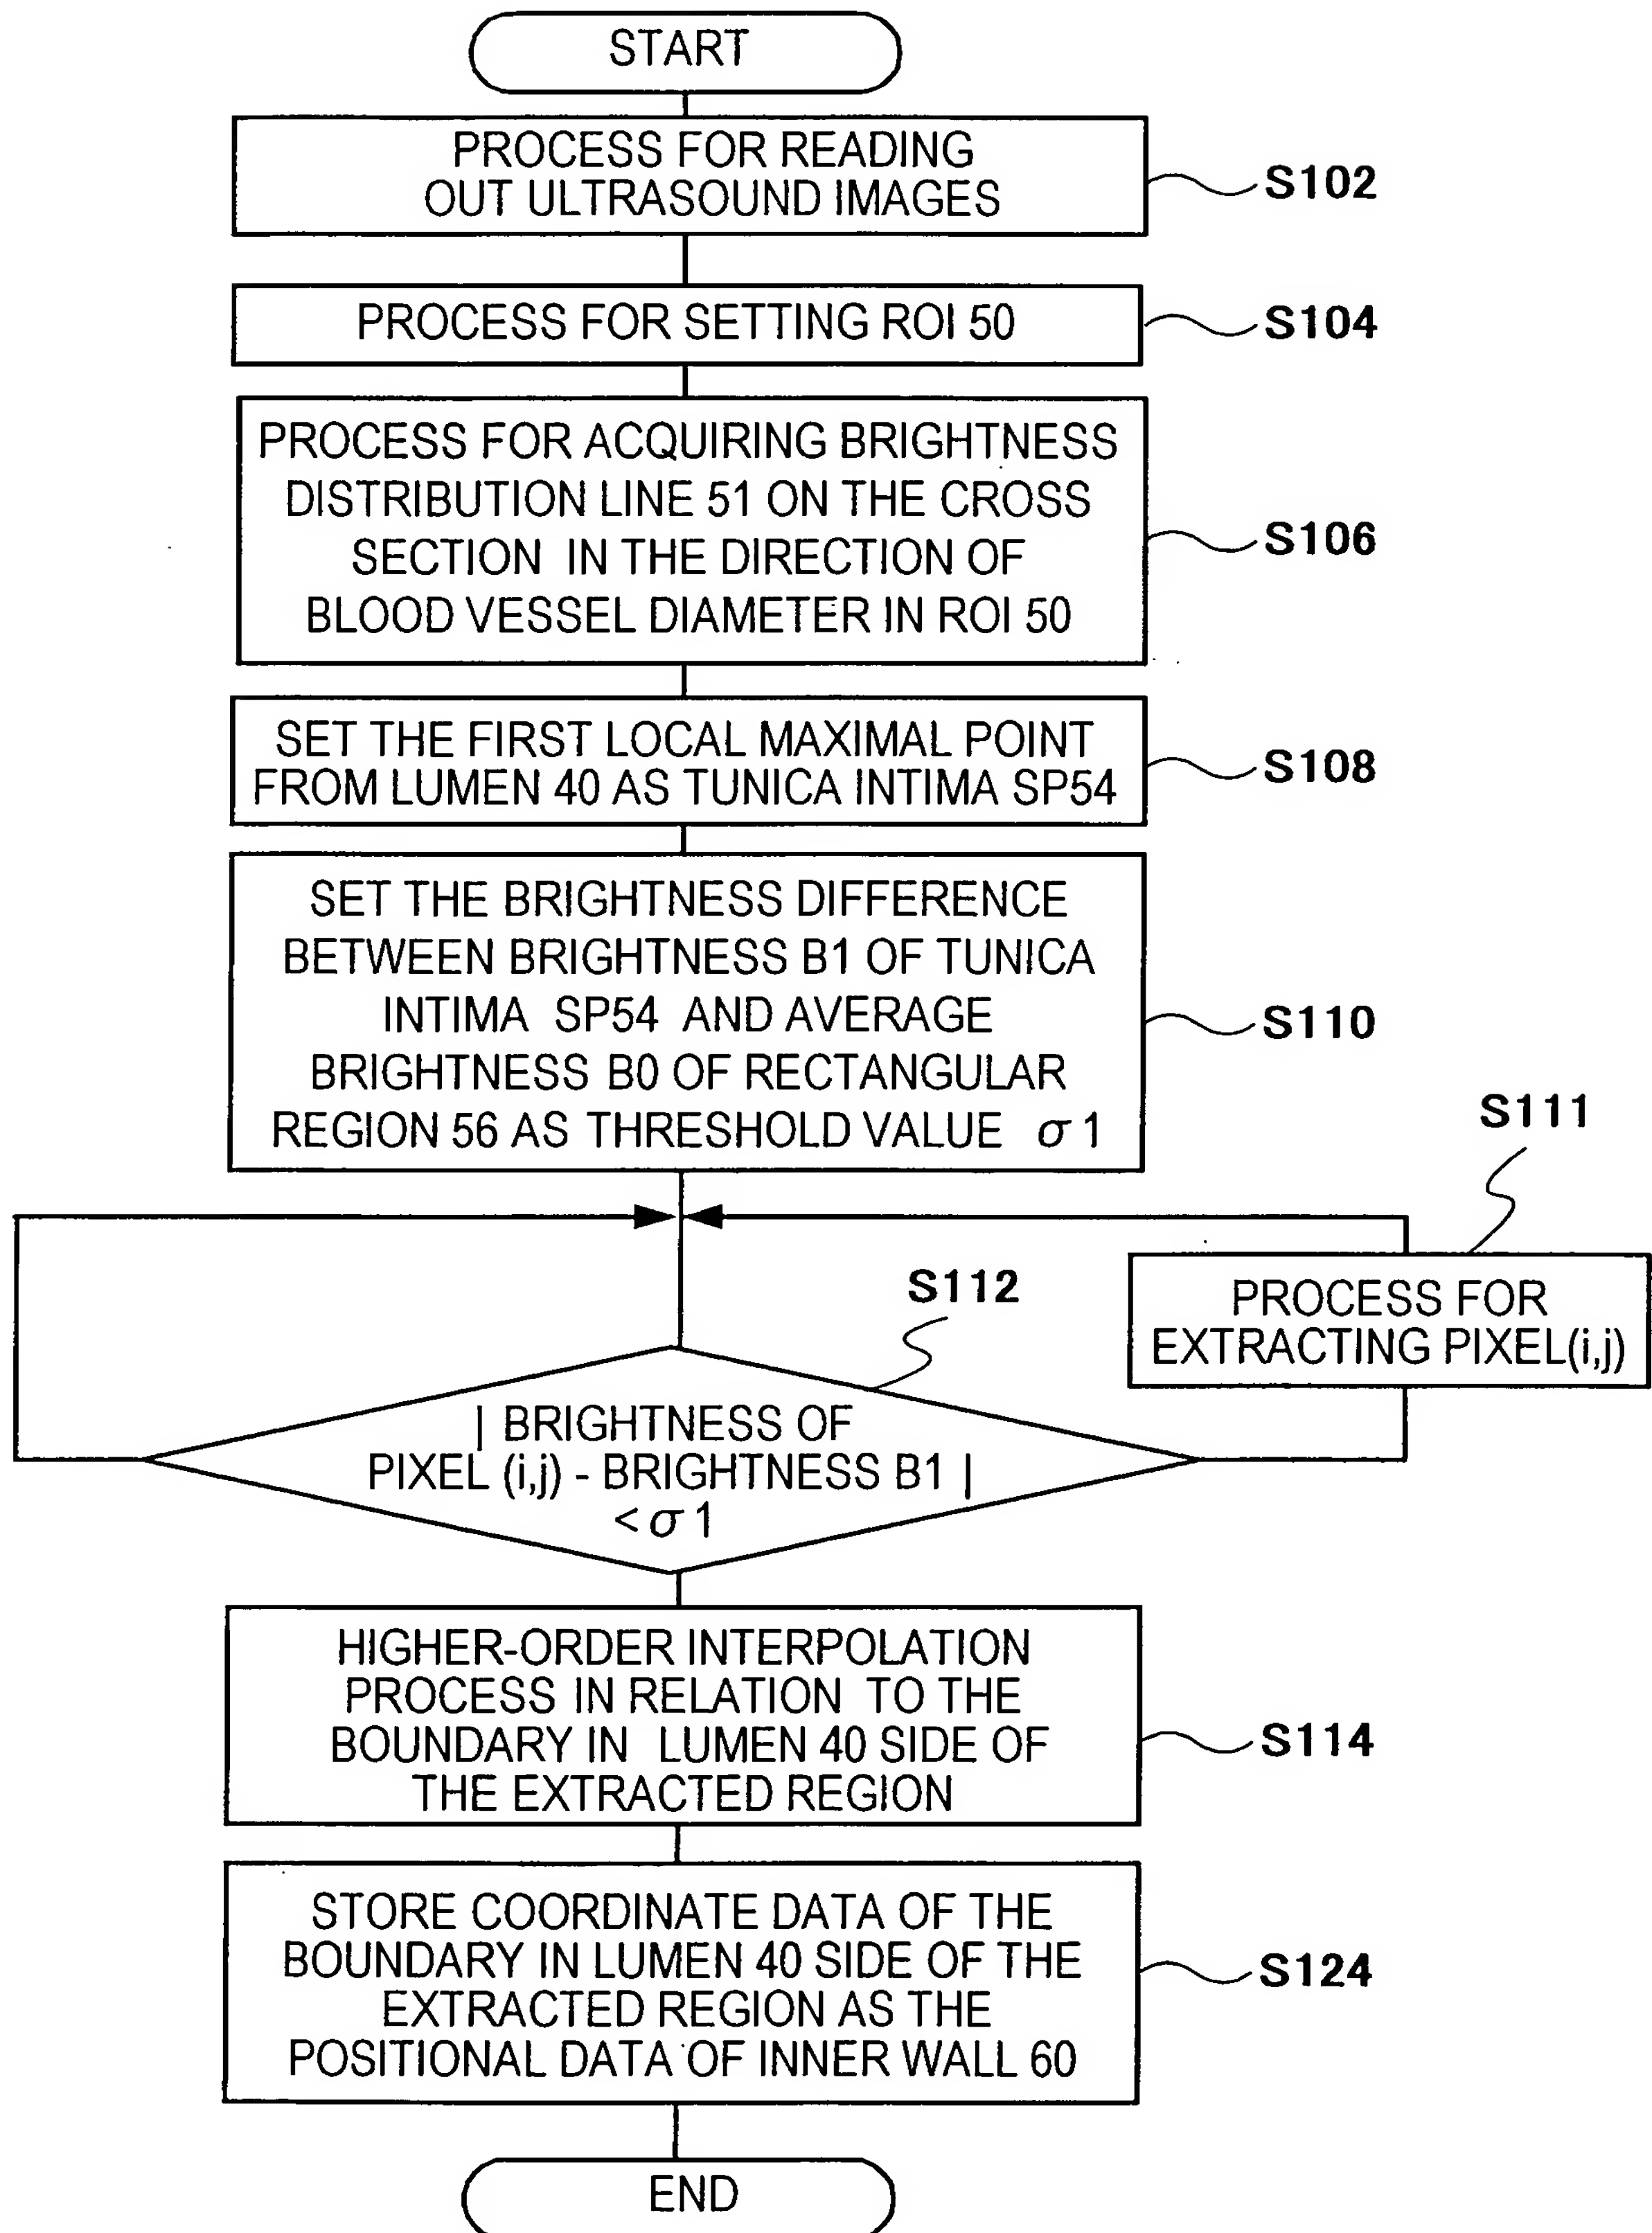 START
PROCESS FOR READING
OUT ULTRASOUND IMAGES
S102
PROCESS FOR SETTING ROI 50
S104
PROCESS FOR ACQUIRING BRIGHTNESS
DISTRIBUTION LINE 51 ON THE CROSS
SECTION IN THE DIRECTION OF
BLOOD VESSEL DIAMETER IN ROI 50
S106
SET THE FIRST LOCAL MAXIMAL POINT
FROM LUMEN 40 AS TUNICA INTIMA SP54
S108
SET THE BRIGHTNESS DIFFERENCE
BETWEEN BRIGHTNESS B1 OF TUNICA
INTIMA SP54 AND AVERAGE
BRIGHTNESS B0 OF RECTANGULAR
REGION 56 AS THRESHOLD VALUE σ1
S110
S111
PROCESS FOR
EXTRACTING PIXEL(i,j)
S112
| BRIGHTNESS OF
PIXEL (i,j) - BRIGHTNESS B1 |
<σ1
HIGHER-ORDER INTERPOLATION
PROCESS IN RELATION TO THE
BOUNDARY IN LUMEN 40 SIDE OF
THE EXTRACTED REGION
S114
STORE COORDINATE DATA OF THE
BOUNDARY IN LUMEN 40 SIDE OF THE
EXTRACTED REGION AS THE
POSITIONAL DATA OF INNER WALL 60
S124
END